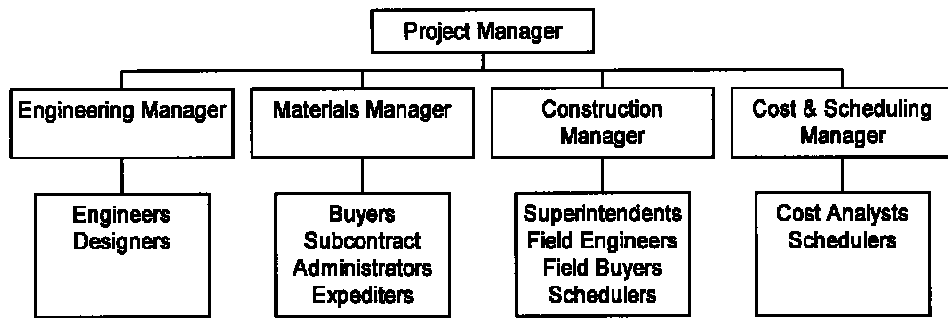 Project Manager
Engineering Manager
Materials Manager
Construction
Manager
Cost & Scheduling
Manager
Engineers
Designers
Buyers
Subcontract
Administrators
Expediters
Superintendents
Field Engineers
Field Buyers
Schedulers
Cost Analysts
Schedulers